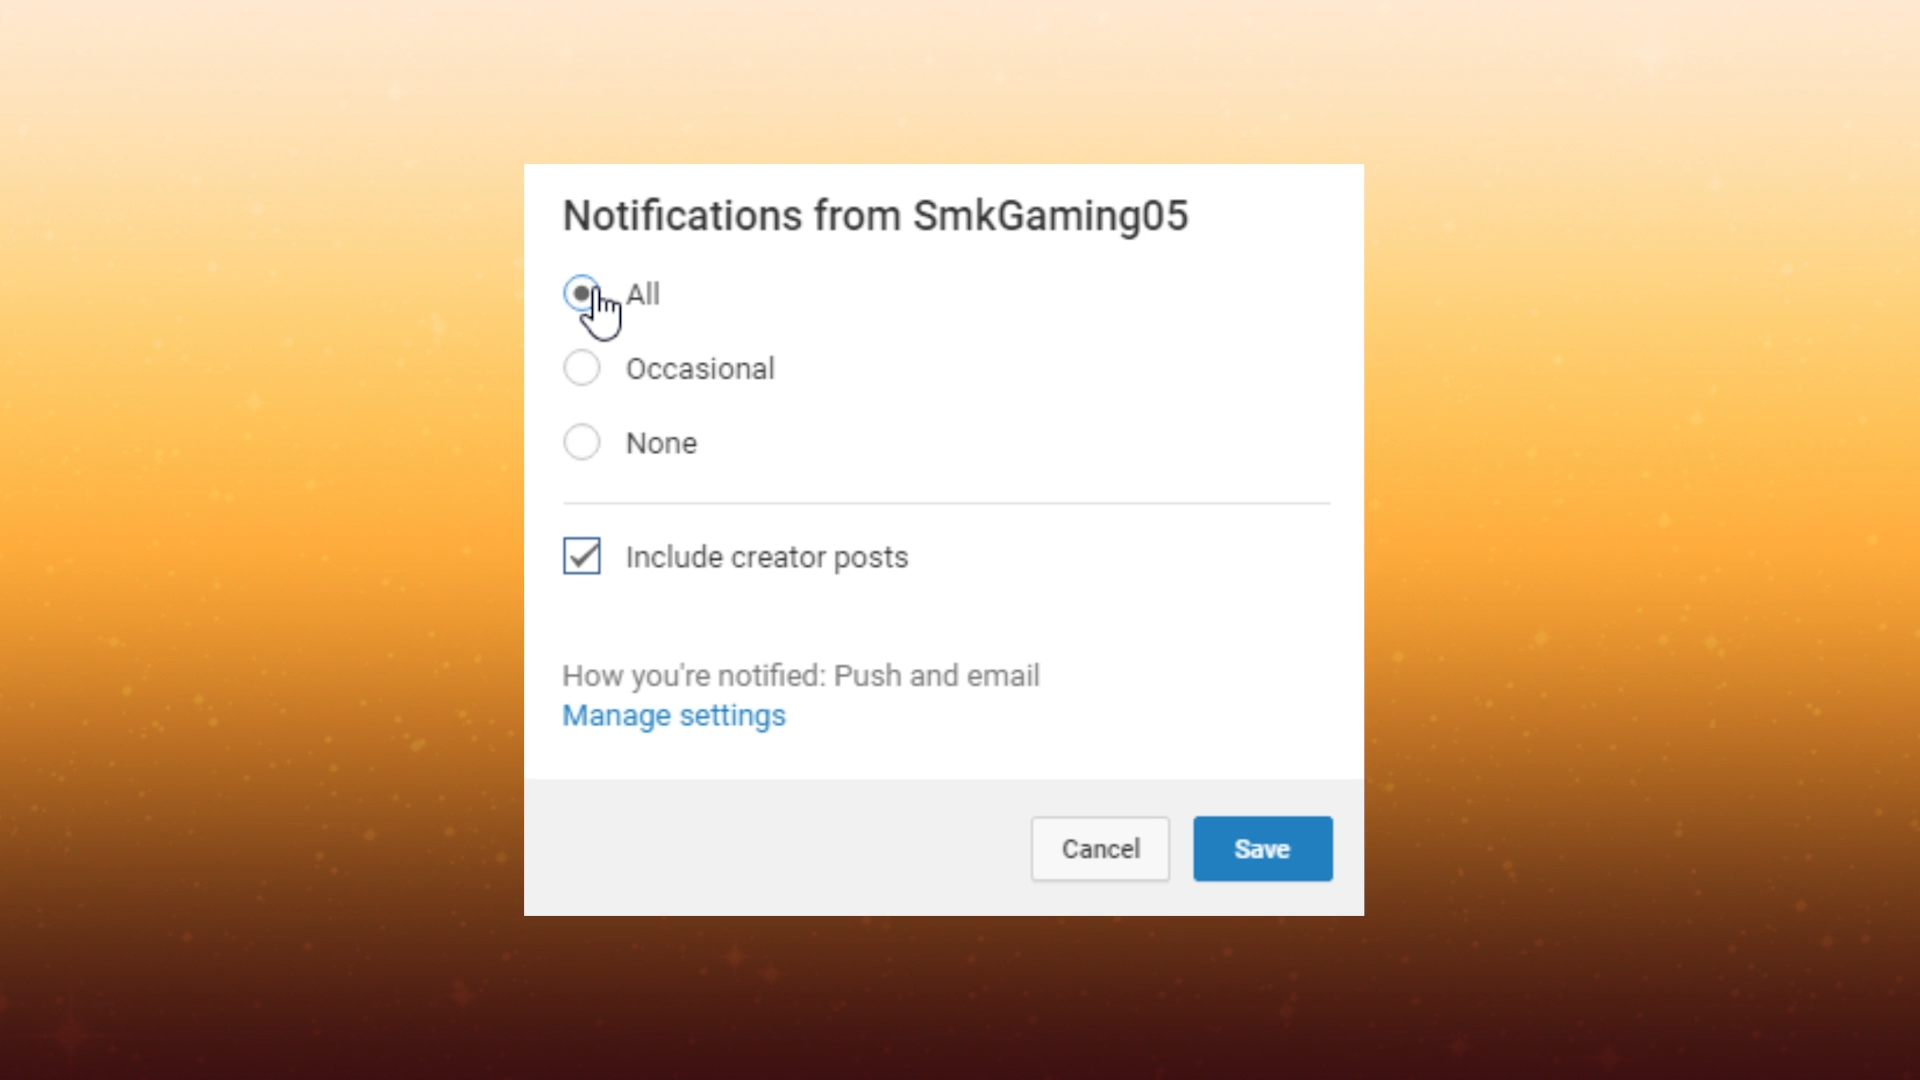 Notifications from SmkGaming05
All
Occasional
None
Include creator posts
How you're notified: Push and email
Manage settings
Cancel
Save